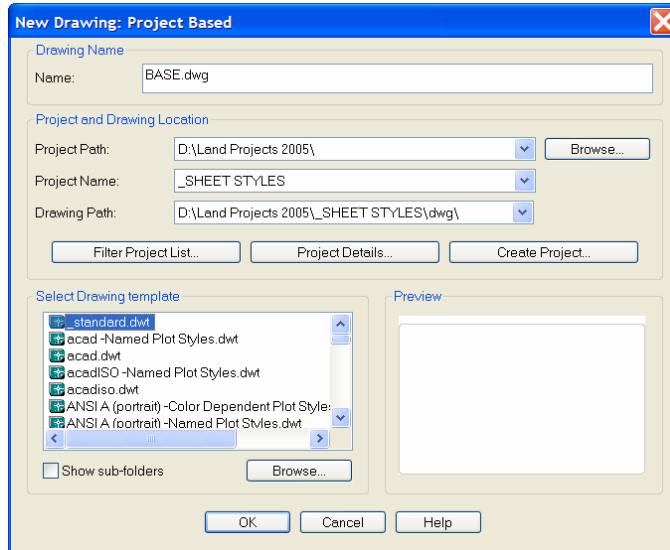 New Drawing: Project Based
Drawing Name
Name: BASE.dwg
Project and Drawing Location
Project Path: D:\Land Projects 2005\ Browse...
Project Name: _SHEET STYLES
Drawing Path: D:\Land Projects 2005\_SHEET STYLES\dwg\
Filter Project List... Project Details... Create Project...
Select Drawing template Preview
_standard.dwt
acad -Named Plot Styles.dwt
acad.dwt
acadISO -Named Plot Styles.dwt
acadiso.dwt
ANSI A (portrait) -Color Dependent Plot Style
ANSI A (portrait) -Named Plot Styles.dwt
Show sub-folders Browse...
OK Cancel Help